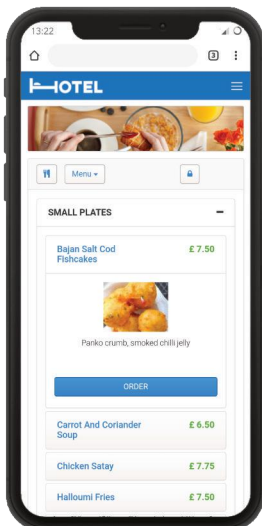 13:22
3
HOTEL
Menu
SMALL PLATES
Bajan Salt Cod
Fishcakes
£ 7.50
Panko crumb, smoked chilli jelly
ORDER
Carrot And Coriander
Soup
£ 6.50
Chicken Satay
£ 7.75
Halloumi Fries
£ 7.50